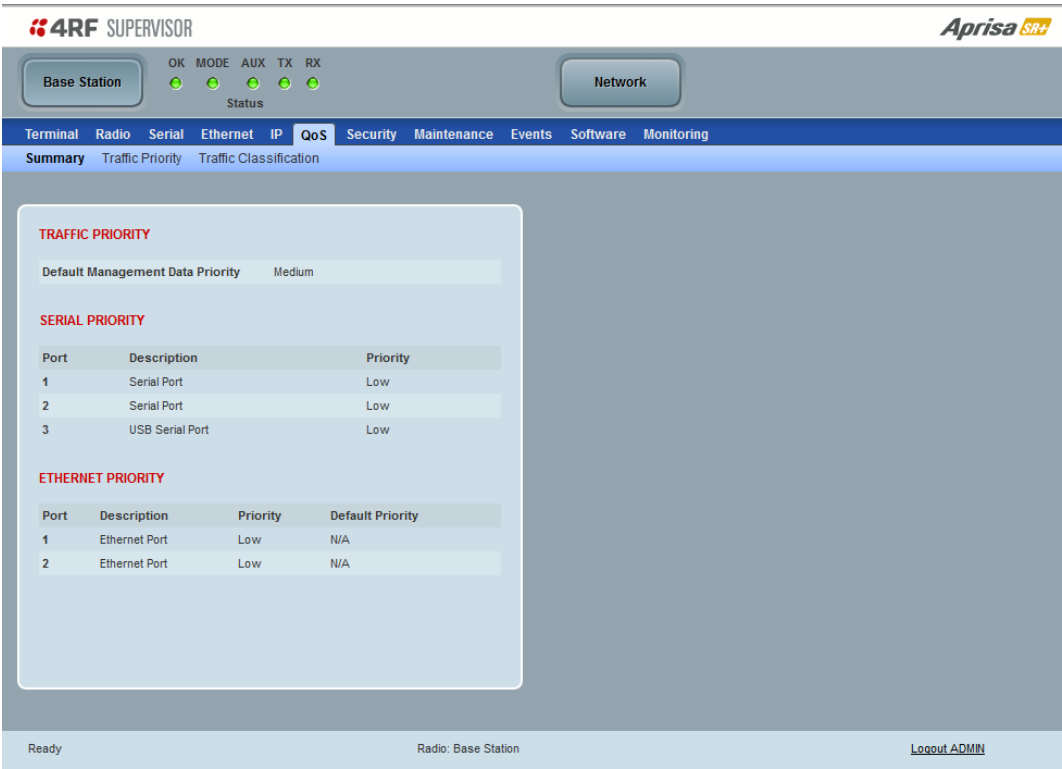 4RF SUPERVISOR
Aprisa SR+
OK MODE AUX TX RX
Base Station
Network
Status
Terminal Radio Serial Ethernet IP QoS Security Maintenance Events Software Monitoring
Summary Traffic Priority Traffic Classification
TRAFFIC PRIORITY
Default Management Data Priority Medium
SERIAL PRIORITY
Port Description Priority
1 Serial Port Low
2 Serial Port Low
3 USB Serial Port Low
ETHERNET PRIORITY
Port Description Priority Default Priority
1 Ethernet Port Low N/A
2 Ethernet Port Low N/A
Ready Radio: Base Station Logout ADMIN